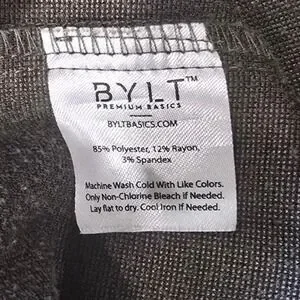 BYLT™
PREMIUM BASICS
BYLTBASICS.COM
85% Polyester, 12% Rayon,
3% Spandex
Machine Wash Cold With Like Colors.
Only Non-Chlorine Bleach if Needed.
Lay flat to dry. Cool Iron if Needed.